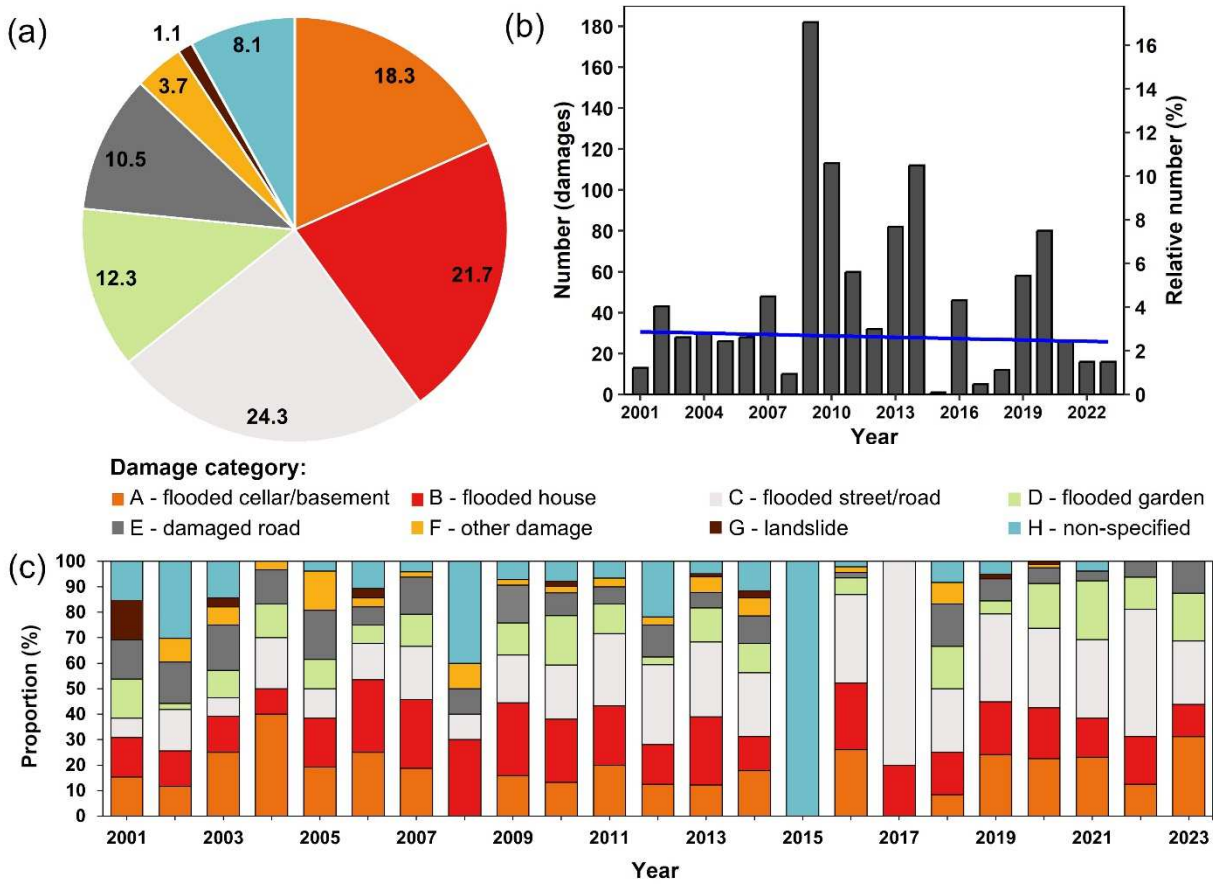 (a)
1.1
8.1
18.3
3.7
10.5
21.7
12.3
24.3
(b)
Number (damages)
180
160
140
120
100
80
60
40
20
0
2001 2004 2007 2010 2013 2016 2019 2022
Year
Relative number (%)
16
14
12
10
8
6
4
2
0
Damage category:
A - flooded cellar/basement B - flooded house C - flooded street/road D - flooded garden
E - damaged road F - other damage G - landslide H - non-specified
(c)
Proportion (%)
100
90
80
70
60
50
40
30
20
10
0
2001 2003 2005 2007 2009 2011 2013 2015 2017 2019 2021 2023
Year